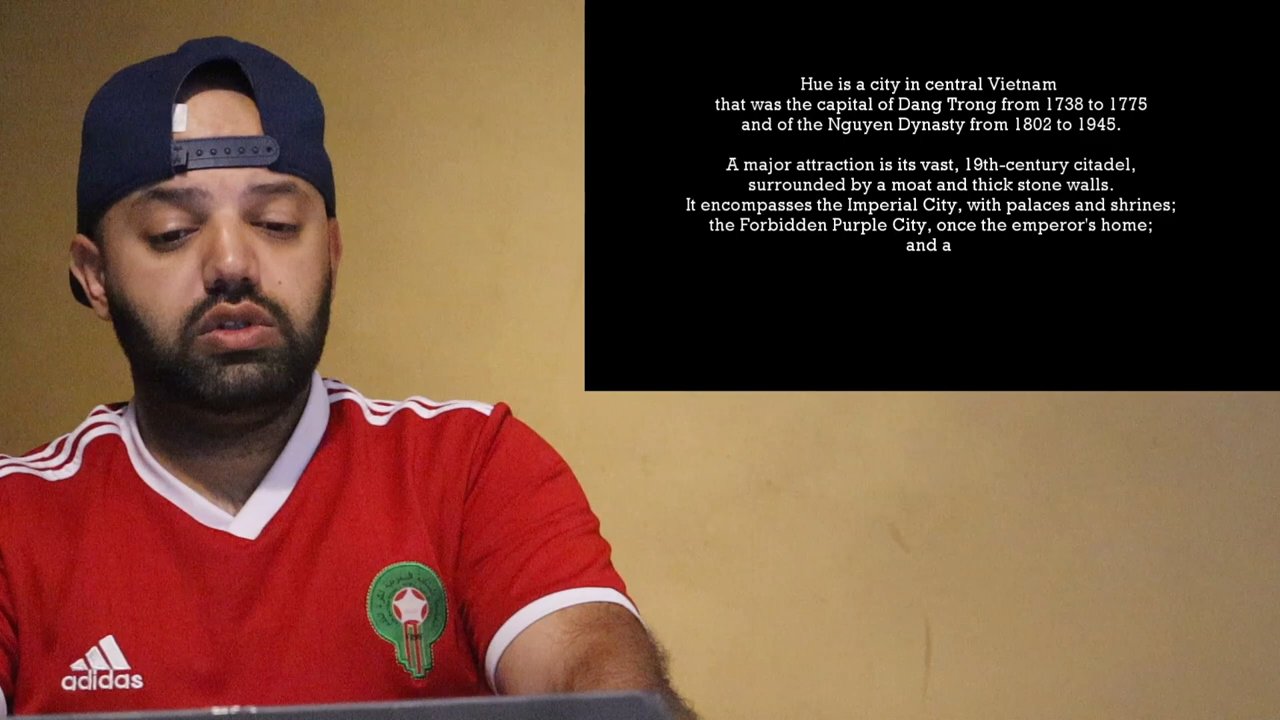 Hue is a city in central Vietnam
that was the capital of Dang Trong from 1738 to 1775
and of the Nguyen Dynasty from 1802 to 1945.
A major attraction is its vast, 19th-century citadel,
surrounded by a moat and thick stone walls.
It encompasses the Imperial City, with palaces and shrines;
the Forbidden Purple City, once the emperor's home;
and a
adidas